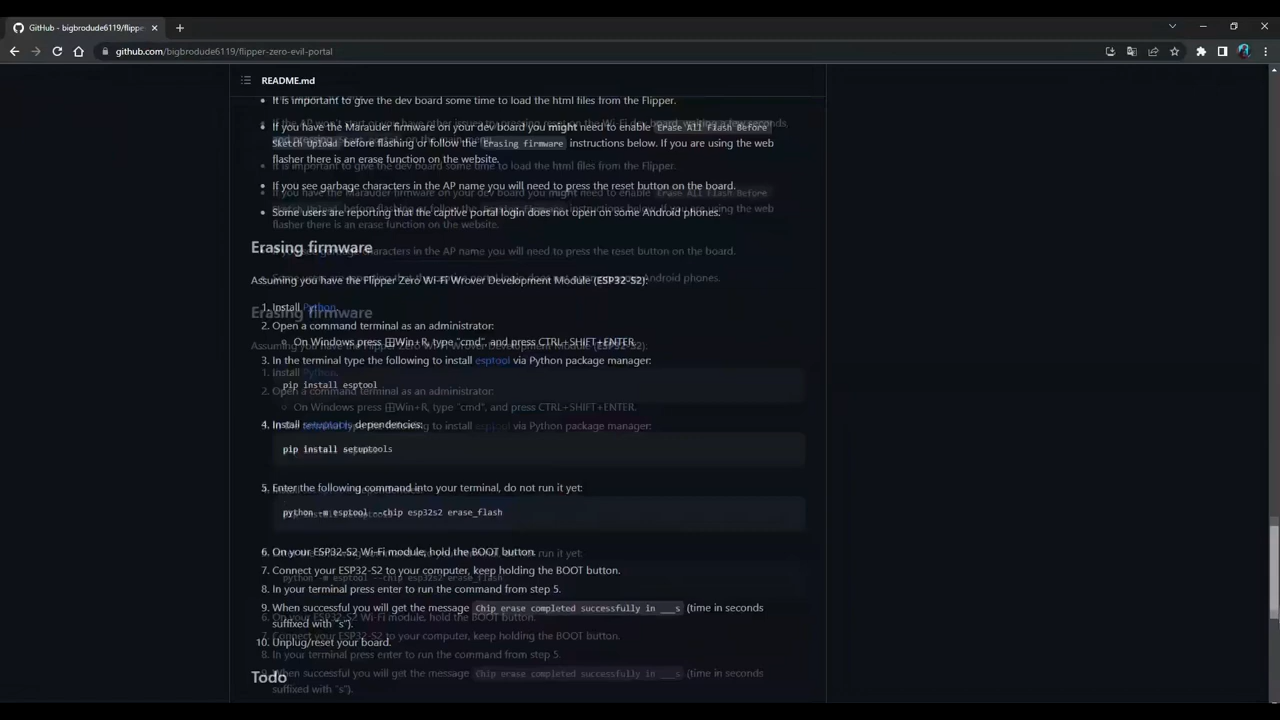 GitHub - bigbrodude6119/flippe
github.com/bigbrodude6119/flipper-zero-evil-portal
README.md
It is important to give the dev board some time to load the html files from the Flipper.
If you have the Marauder firmware on your dev board you might need to enable Erase All Flash Before
Sketch Upload before flashing or follow the Erasing firmware instructions below. If you are using the web
flasher there is an erase function on the website.
If you see garbage characters in the AP name you will need to press the reset button on the board.
Some users are reporting that the captive portal login does not open on some Android phones.
Erasing firmware
Assuming you have the Flipper Zero Wi-Fi Wrover Development Module (ESP32-S2):
1. Install Python.
2. Open a command terminal as an administrator:
On Windows press ⊞Win+R, type "cmd", and press CTRL+SHIFT+ENTER.
3. In the terminal type the following to install esptool via Python package manager:
pip install esptool
4. Install setuptools dependencies:
pip install setuptools
5. Enter the following command into your terminal, do not run it yet:
python -m esptool --chip esp32s2 erase_flash
6. On your ESP32-S2 Wi-Fi module, hold the BOOT button.
7. Connect your ESP32-S2 to your computer, keep holding the BOOT button.
8. In your terminal press enter to run the command from step 5.
9. When successful you will get the message Chip erase completed successfully in ___s (time in seconds
suffixed with "s").
10. Unplug/reset your board.
Todo